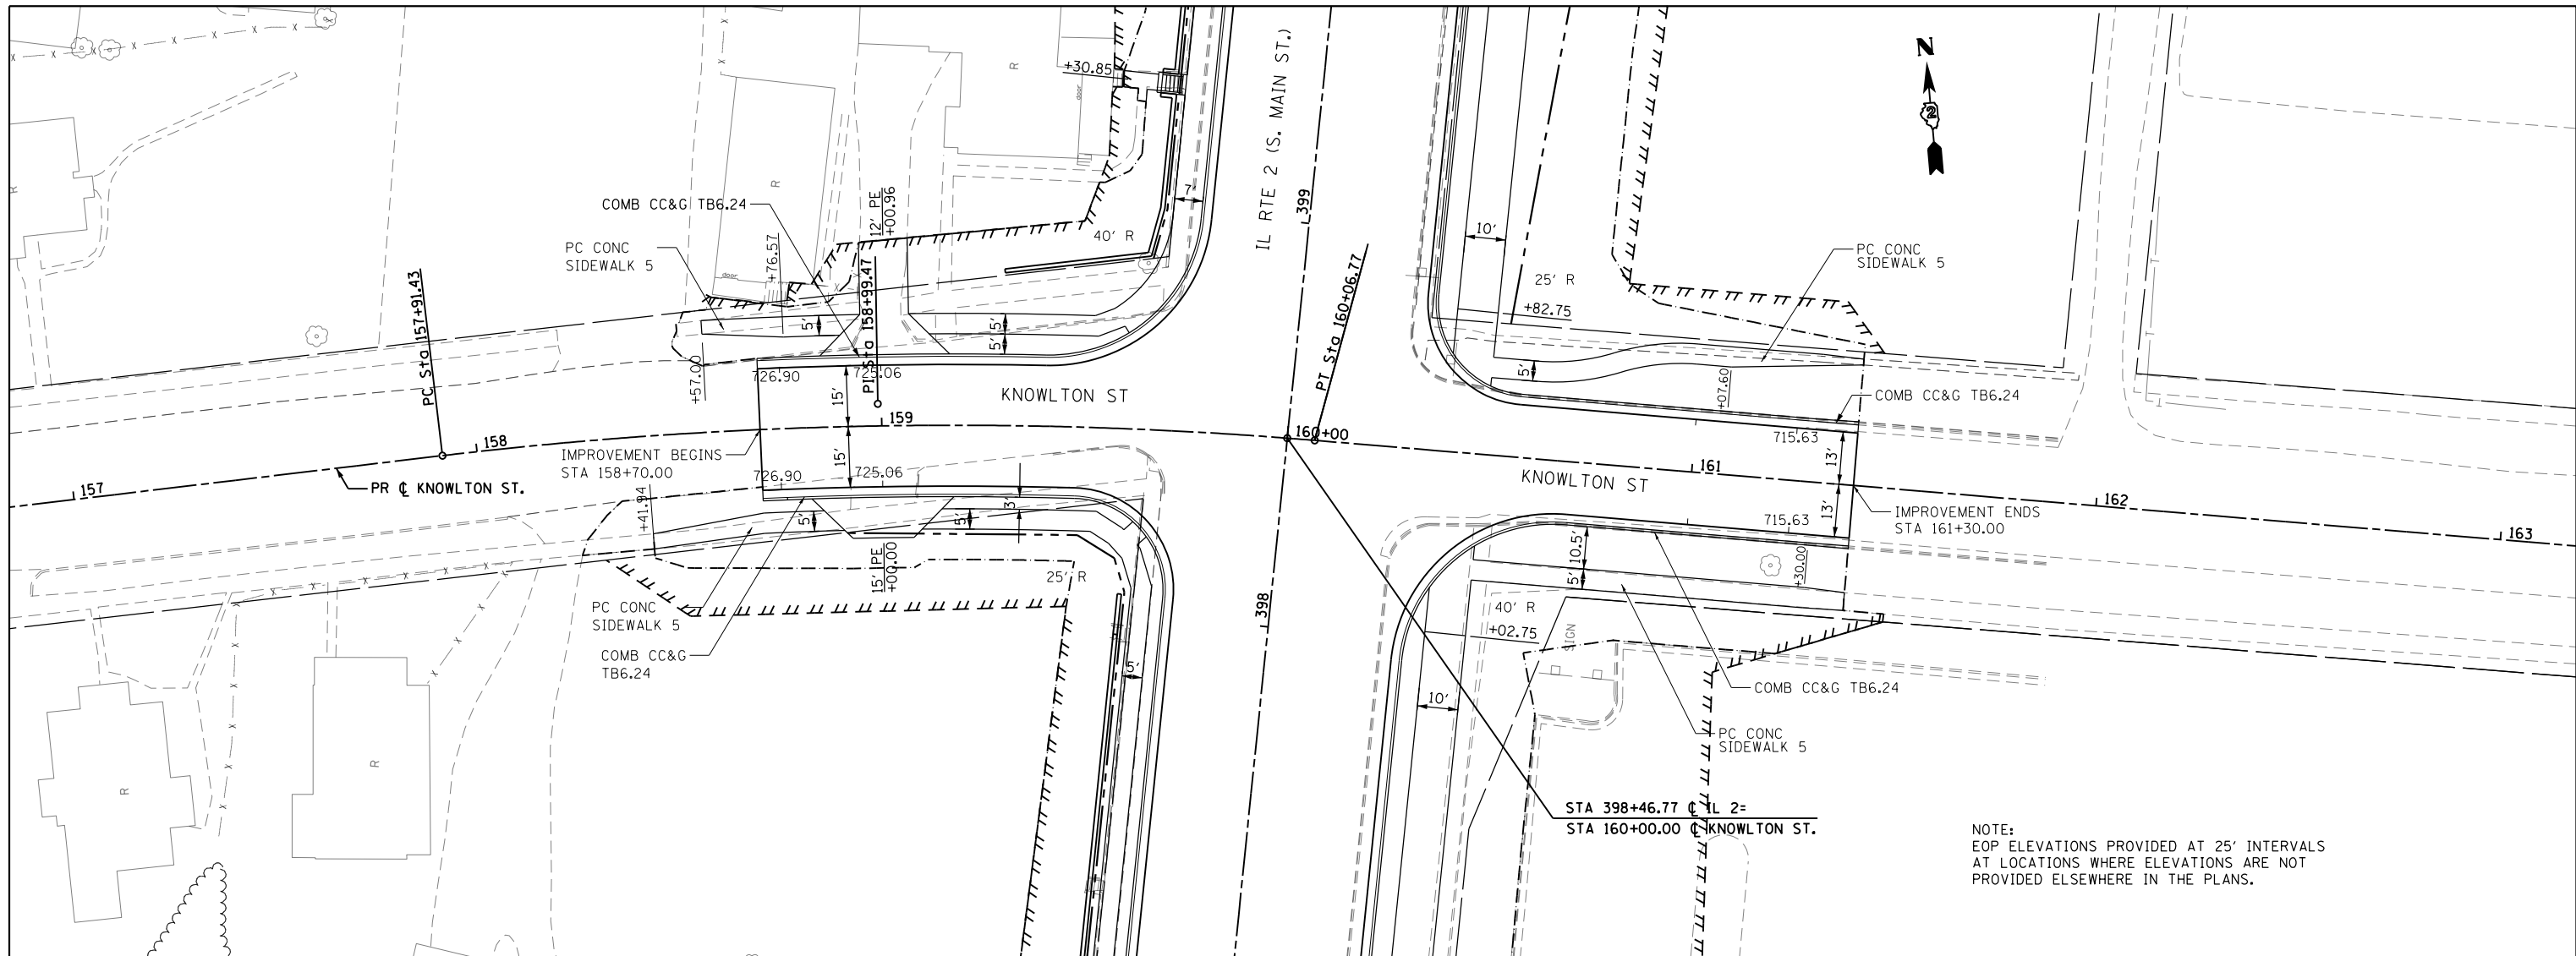 N
2
+30.85
IL RTE 2 (S. MAIN ST.)
399
7'
40' R
10'
25' R
+82.75
PC CONC
SIDEWALK 5
COMB CC&G TB6.24
PC CONC
SIDEWALK 5
door
door
R
R
R
+76.57
12' PE
+00.96
PI Sta 158+99.47
PC Sta 157+91.43
PT Sta 160+06.77
+57.00
5'
5'
5'
5'
+07.60
COMB CC&G TB6.24
726.90
725.06
15'
15'
KNOWLTON ST
159
160+00
158
157
IMPROVEMENT BEGINS
STA 158+70.00
PR ℄ KNOWLTON ST.
726.90
725.06
715.63
13'
13'
161
KNOWLTON ST
162
163
IMPROVEMENT ENDS
STA 161+30.00
715.63
+41.94
5'
5'
3'
10.5'
5'
+30.00
15' PE
+00.00
25' R
398
40' R
+02.75
SIGN
PC CONC
SIDEWALK 5
COMB CC&G
TB6.24
5'
10'
COMB CC&G TB6.24
PC CONC
SIDEWALK 5
R
R
STA 398+46.77 ℄ IL 2=
STA 160+00.00 ℄ KNOWLTON ST.
NOTE:
EOP ELEVATIONS PROVIDED AT 25' INTERVALS
AT LOCATIONS WHERE ELEVATIONS ARE NOT
PROVIDED ELSEWHERE IN THE PLANS.